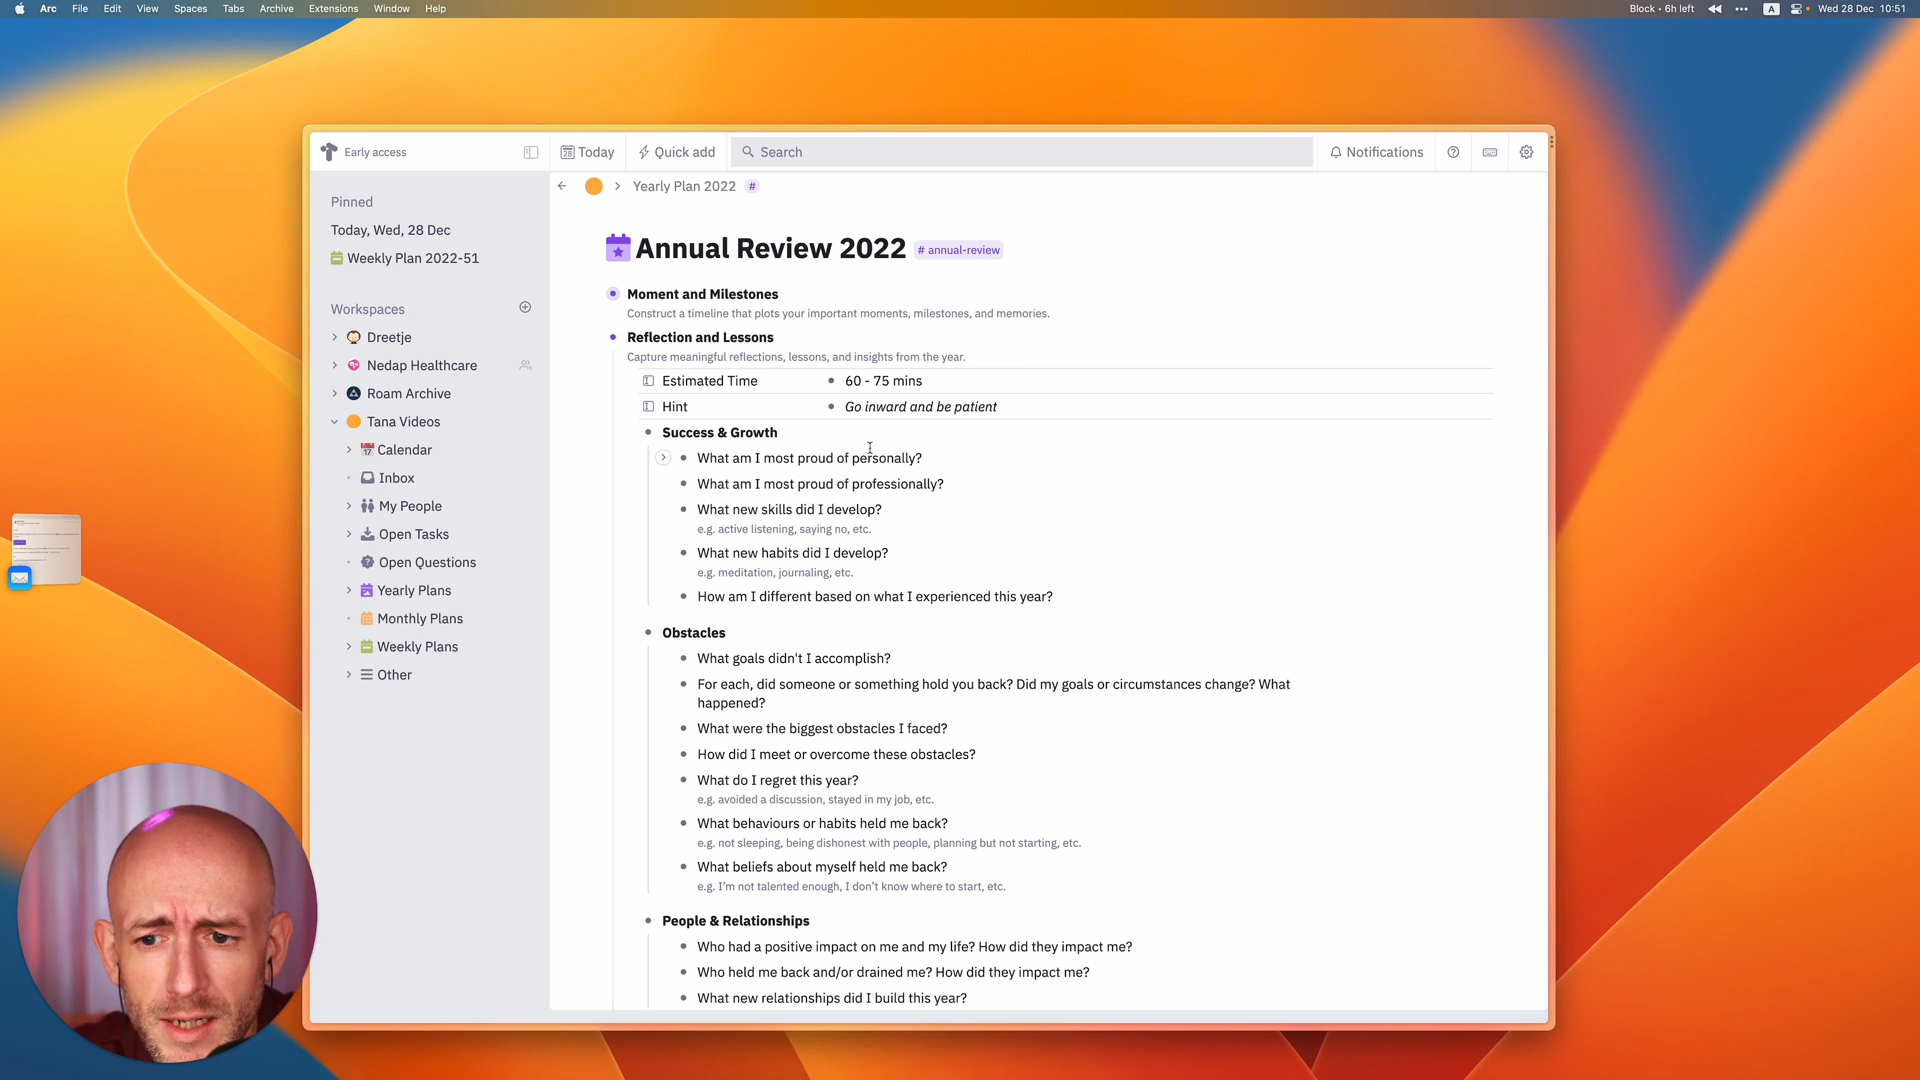 Arc File Edit View Spaces Tabs Archive Extensions Window Help
Block • 6h left A Wed 28 Dec 10:51
Early access
Today
Quick add
Search
Notifications
Yearly Plan 2022 #
Pinned
Today, Wed, 28 Dec
Weekly Plan 2022-51
Workspaces
Dreetje
Nedap Healthcare
Roam Archive
Tana Videos
Calendar
Inbox
My People
Open Tasks
Open Questions
Yearly Plans
Monthly Plans
Weekly Plans
Other
Annual Review 2022 # annual-review
Moment and Milestones
Construct a timeline that plots your important moments, milestones, and memories.
Reflection and Lessons
Capture meaningful reflections, lessons, and insights from the year.
Estimated Time 60 - 75 mins
Hint Go inward and be patient
Success & Growth
What am I most proud of personally?
What am I most proud of professionally?
What new skills did I develop?
e.g. active listening, saying no, etc.
What new habits did I develop?
e.g. meditation, journaling, etc.
How am I different based on what I experienced this year?
Obstacles
What goals didn't I accomplish?
For each, did someone or something hold you back? Did my goals or circumstances change? What
happened?
What were the biggest obstacles I faced?
How did I meet or overcome these obstacles?
What do I regret this year?
e.g. avoided a discussion, stayed in my job, etc.
What behaviours or habits held me back?
e.g. not sleeping, being dishonest with people, planning but not starting, etc.
What beliefs about myself held me back?
e.g. I'm not talented enough, I don't know where to start, etc.
People & Relationships
Who had a positive impact on me and my life? How did they impact me?
Who held me back and/or drained me? How did they impact me?
What new relationships did I build this year?